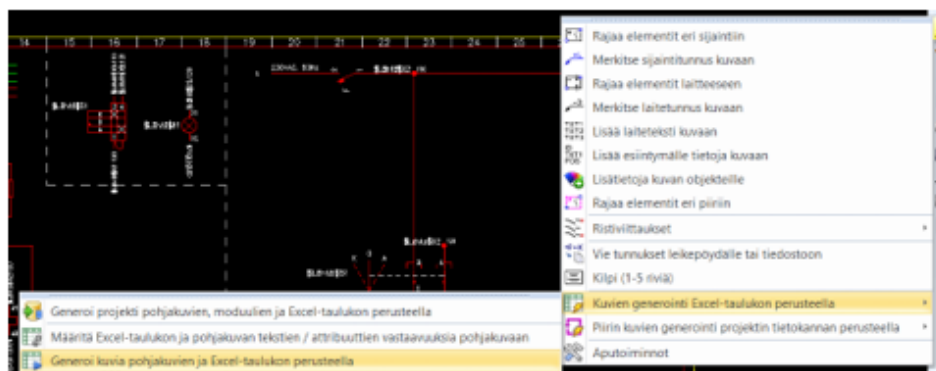 14 15 16 17 18 19 20 21 22 23 24 25
Rajaa elementit eri sijaintiin
Merkitse sijaintitunnus kuvaan
Rajaa elementit laitteeseen
Merkitse laitetunnus kuvaan
Lisää laiteteksti kuvaan
Lisää esiintymälle tietoja kuvaan
Lisätietoja kuvan objekteille
Rajaa elementit eri piiriin
Ristiviittaukset
Vie tunnukset leikepöydälle tai tiedostoon
Kilpi (1-5 riviä)
Kuvien generointi Excel-taulukon perusteella
Piirin kuvien generointi projektin tietokannan perusteella
Aputoiminnot
Generoi projekti pohjakuvien, moduulien ja Excel-taulukon perusteella
Määritä Excel-taulukon ja pohjakuvan tekstien / attribuuttien vastaavuuksia pohjakuvaan
Generoi kuvia pohjakuvien ja Excel-taulukon perusteella